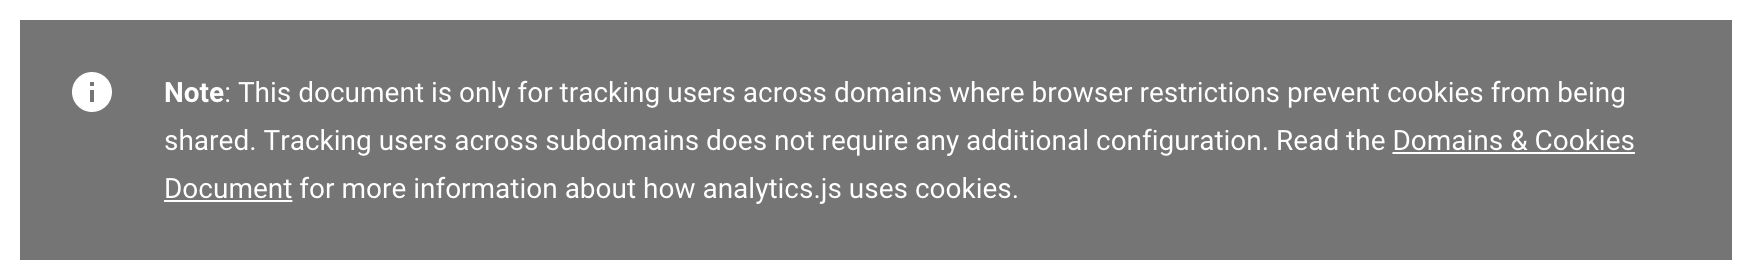 Note: This document is only for tracking users across domains where browser restrictions prevent cookies from being
shared. Tracking users across subdomains does not require any additional configuration. Read the Domains & Cookies
Document for more information about how analytics.js uses cookies.